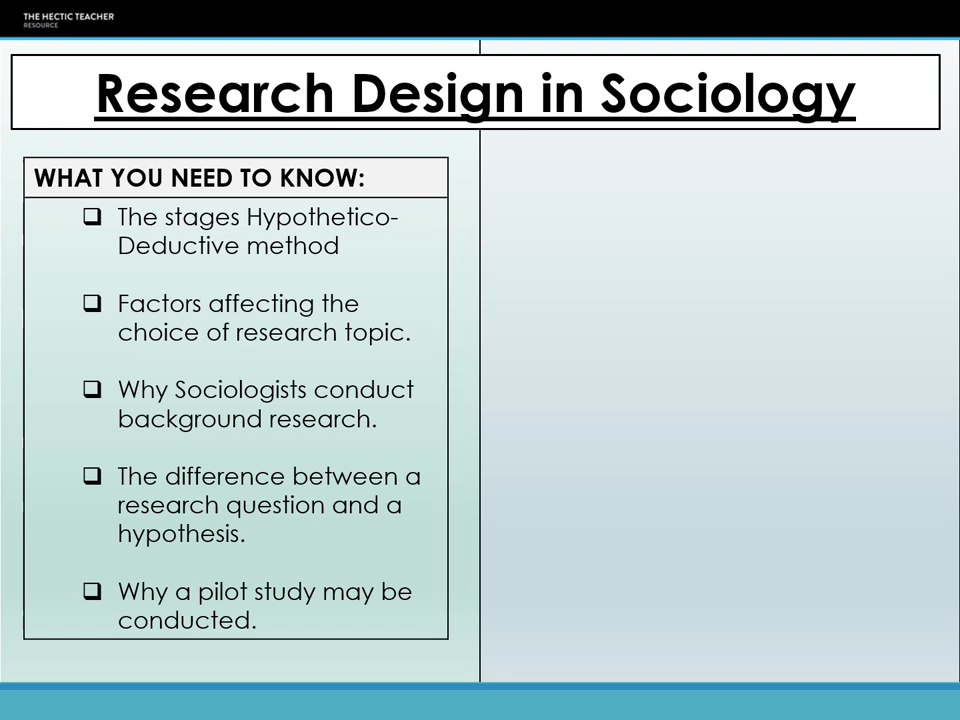 THE HECTIC TEACHER
RESOURCE
Research Design in Sociology
WHAT YOU NEED TO KNOW:
❑ The stages Hypothetico-
Deductive method
❑ Factors affecting the
choice of research topic.
❑ Why Sociologists conduct
background research.
❑ The difference between a
research question and a
hypothesis.
❑ Why a pilot study may be
conducted.